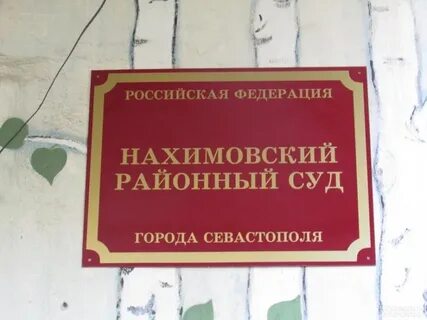 РОССИЙСКАЯ ФЕДЕРАЦИЯ
НАХИМОВСКИЙ
РАЙОННЫЙ СУД
ГОРОДА СЕВАСТОПОЛЯ